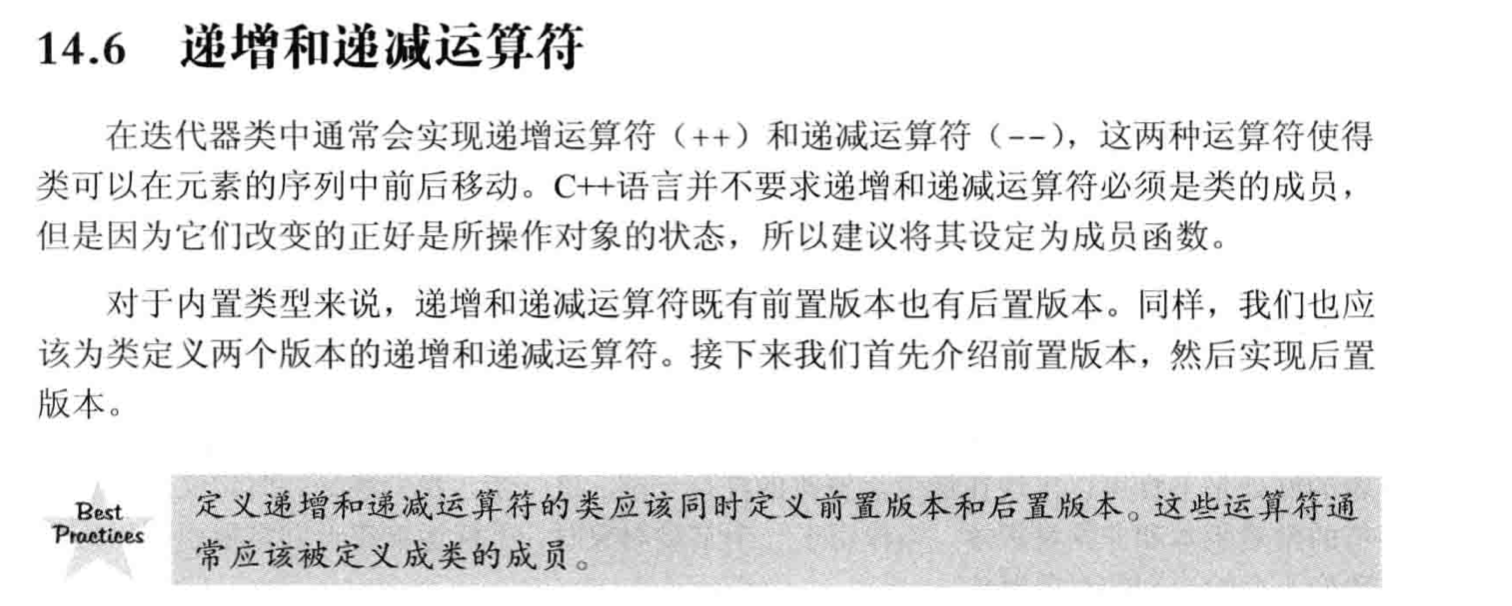 14.6 递增和递减运算符
在迭代器类中通常会实现递增运算符（++）和递减运算符（--），这两种运算符使得
类可以在元素的序列中前后移动。C++语言并不要求递增和递减运算符必须是类的成员，
但是因为它们改变的正好是所操作对象的状态，所以建议将其设定为成员函数。
对于内置类型来说，递增和递减运算符既有前置版本也有后置版本。同样，我们也应
该为类定义两个版本的递增和递减运算符。接下来我们首先介绍前置版本，然后实现后置
版本。
Best
Practices
定义递增和递减运算符的类应该同时定义前置版本和后置版本。这些运算符通
常应该被定义成类的成员。